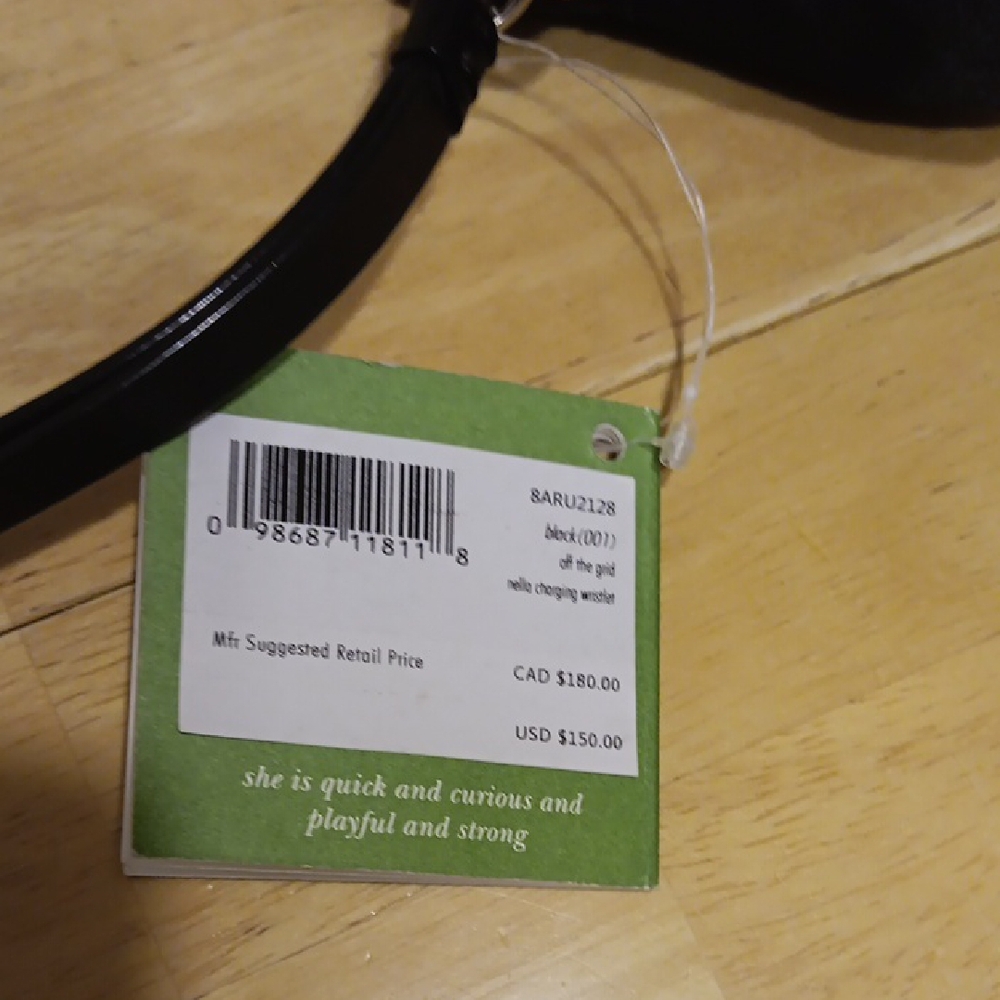 8ARU2128
black(001)
off the grid
nella charging wristlet
0 98687 11811 8
Mfr Suggested Retail Price
CAD $180.00
USD $150.00
she is quick and curious and
playful and strong